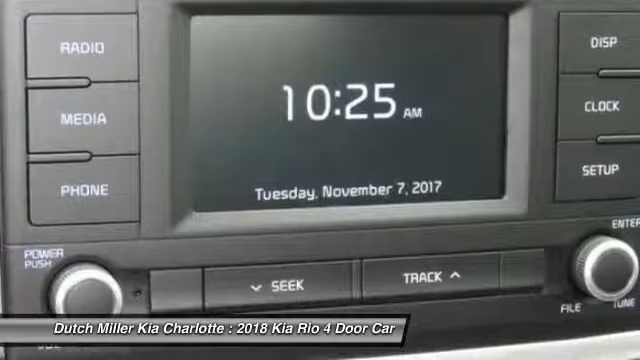 RADIO
MEDIA
PHONE
10:25 AM
Tuesday, November 7, 2017
DISP
CLOCK
SETUP
POWER
PUSH
SEEK
TRACK
ENTER
FILE
TUNE
Dutch Miller Kia Charlotte : 2018 Kia Rio 4 Door Car